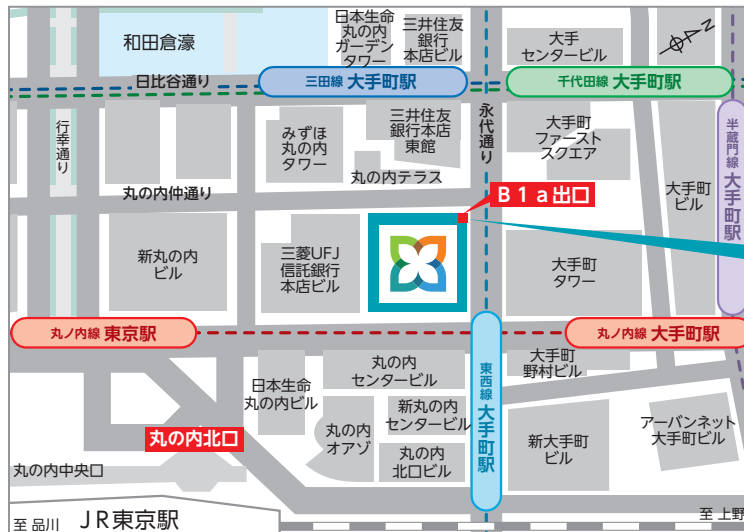 日本生命
丸の内
ガーデン
タワー
三井住友
銀行
本店ビル
大手
センタービル
N
和田倉濠
日比谷通り
三田線 大手町駅
千代田線 大手町駅
行幸通り
みずほ
丸の内
タワー
三井住友
銀行本店
東館
永代通り
大手町
ファースト
スクエア
半蔵門線 大手町駅
丸の内テラス
大手町
ビル
丸の内仲通り
B1a出口
新丸の内
ビル
三菱UFJ
信託銀行
本店ビル
大手町
タワー
丸ノ内線 東京駅
丸ノ内線 大手町駅
日本生命
丸の内ビル
丸の内
センタービル
東西線 大手町駅
大手町
野村ビル
丸の内
オアゾ
新丸の内
センタービル
丸の内北口
丸の内
北口ビル
新大手町
ビル
アーバンネット
大手町ビル
丸の内中央口
至 品川
JR東京駅
至 上野